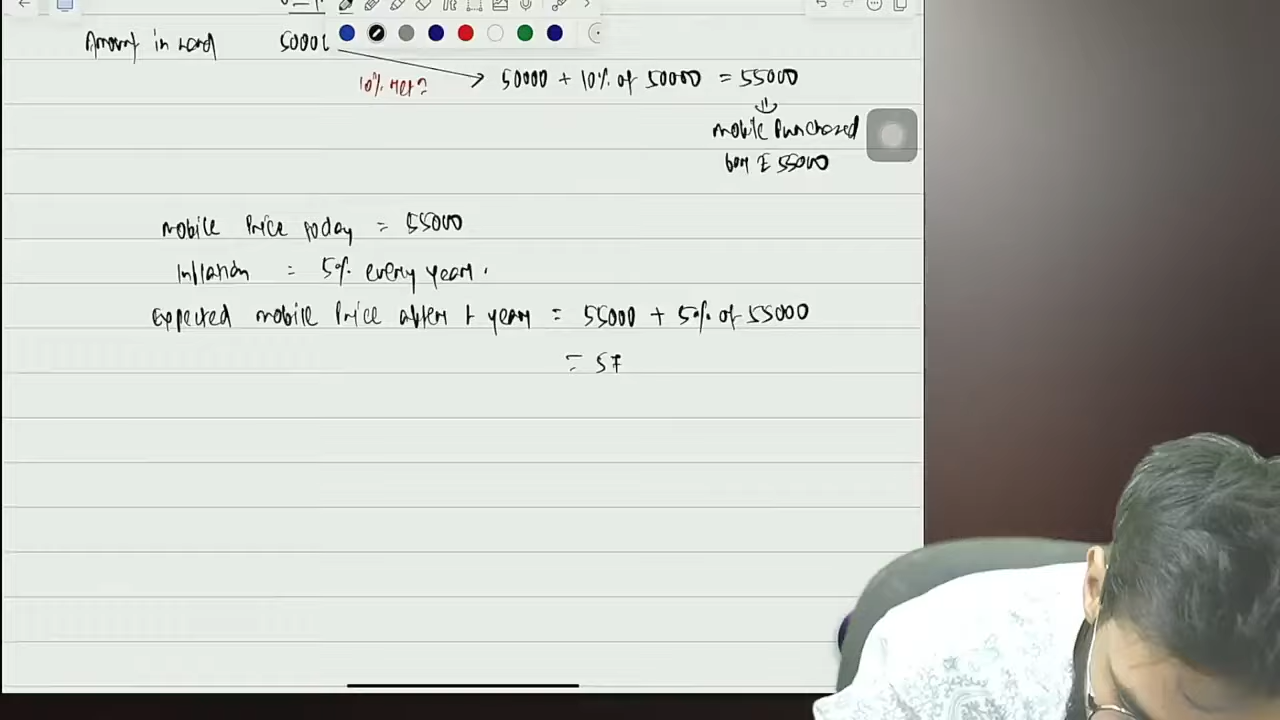 Amount in hand 50000
10% ret? → 50000 + 10% of 50000 = 55000
mobile Purchased
for ₹ 55000
mobile Price today = 55000
Inflation = 5% every year.
Expected mobile Price after 1 year = 55000 + 5% of 55000
= 57